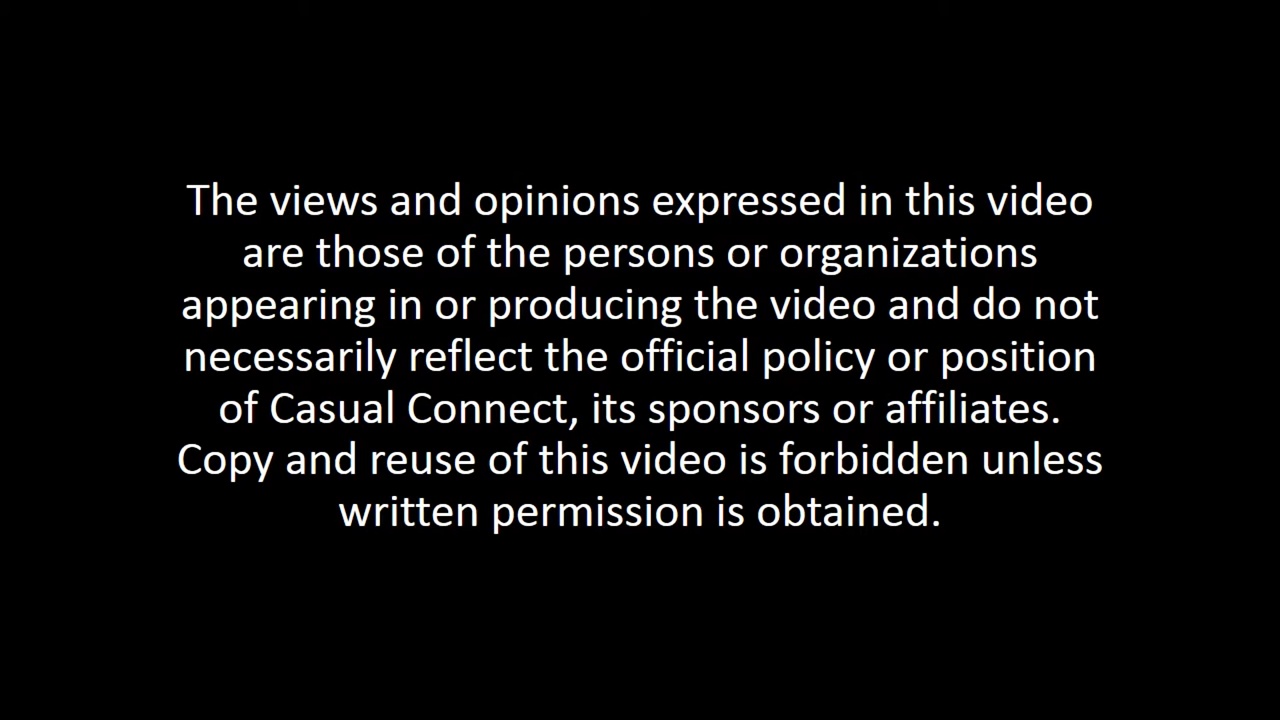 The views and opinions expressed in this video
are those of the persons or organizations
appearing in or producing the video and do not
necessarily reflect the official policy or position
of Casual Connect, its sponsors or affiliates.
Copy and reuse of this video is forbidden unless
written permission is obtained.